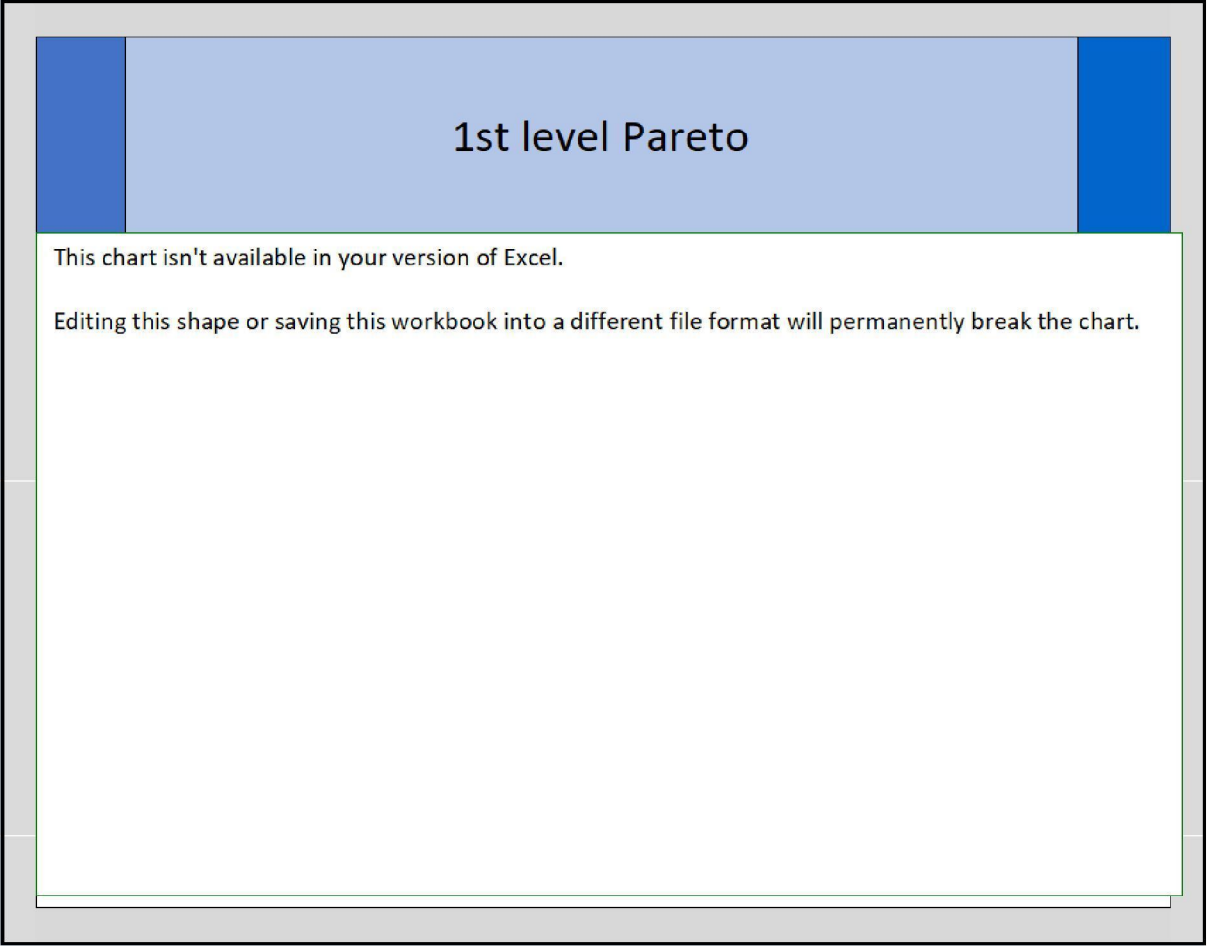 1st level Pareto
This chart isn't available in your version of Excel.
Editing this shape or saving this workbook into a different file format will permanently break the chart.